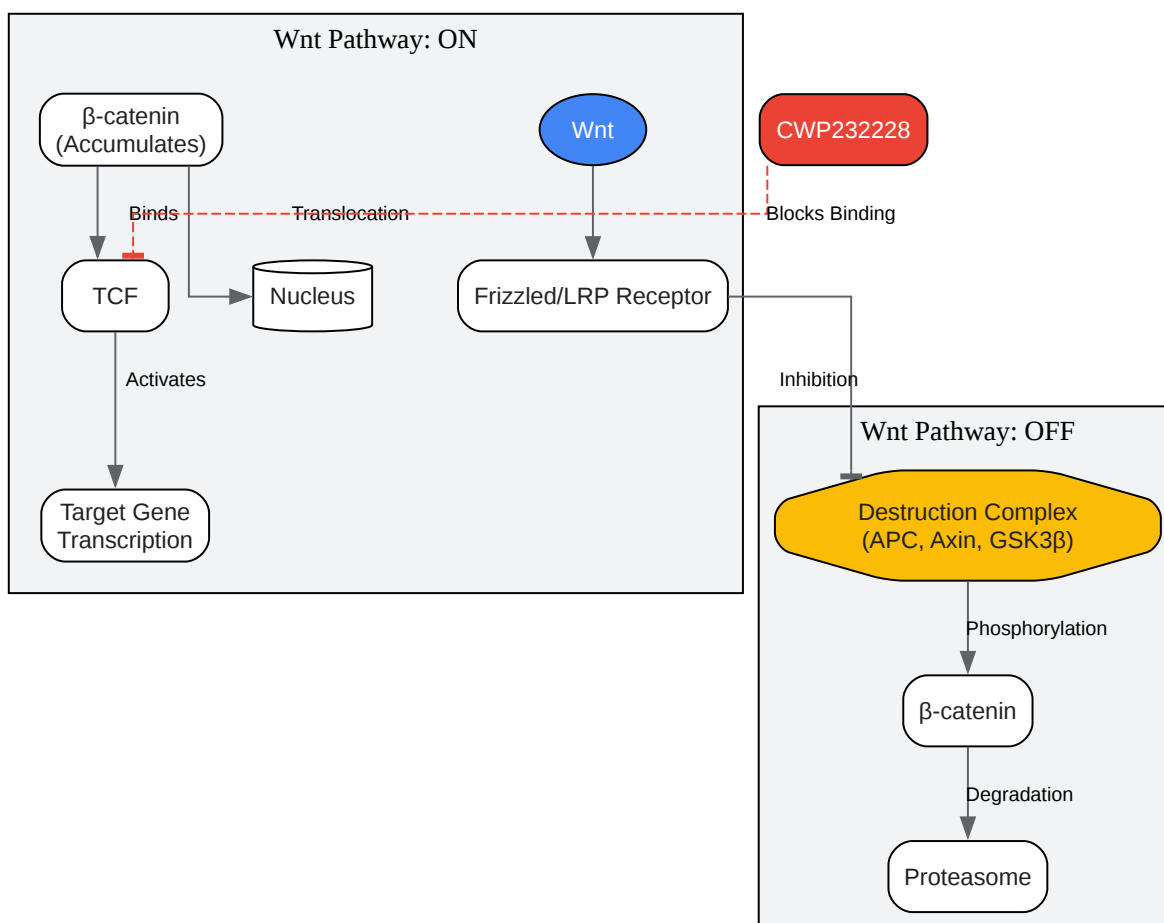 Wnt Pathway: ON
β-catenin
(Accumulates)
Wnt
CWP232228
Binds
Translocation
Blocks Binding
TCF
Nucleus
Frizzled/LRP Receptor
Activates
Inhibition
Wnt Pathway: OFF
Target Gene
Transcription
Destruction Complex
(APC, Axin, GSK3β)
Phosphorylation
β-catenin
Degradation
Proteasome